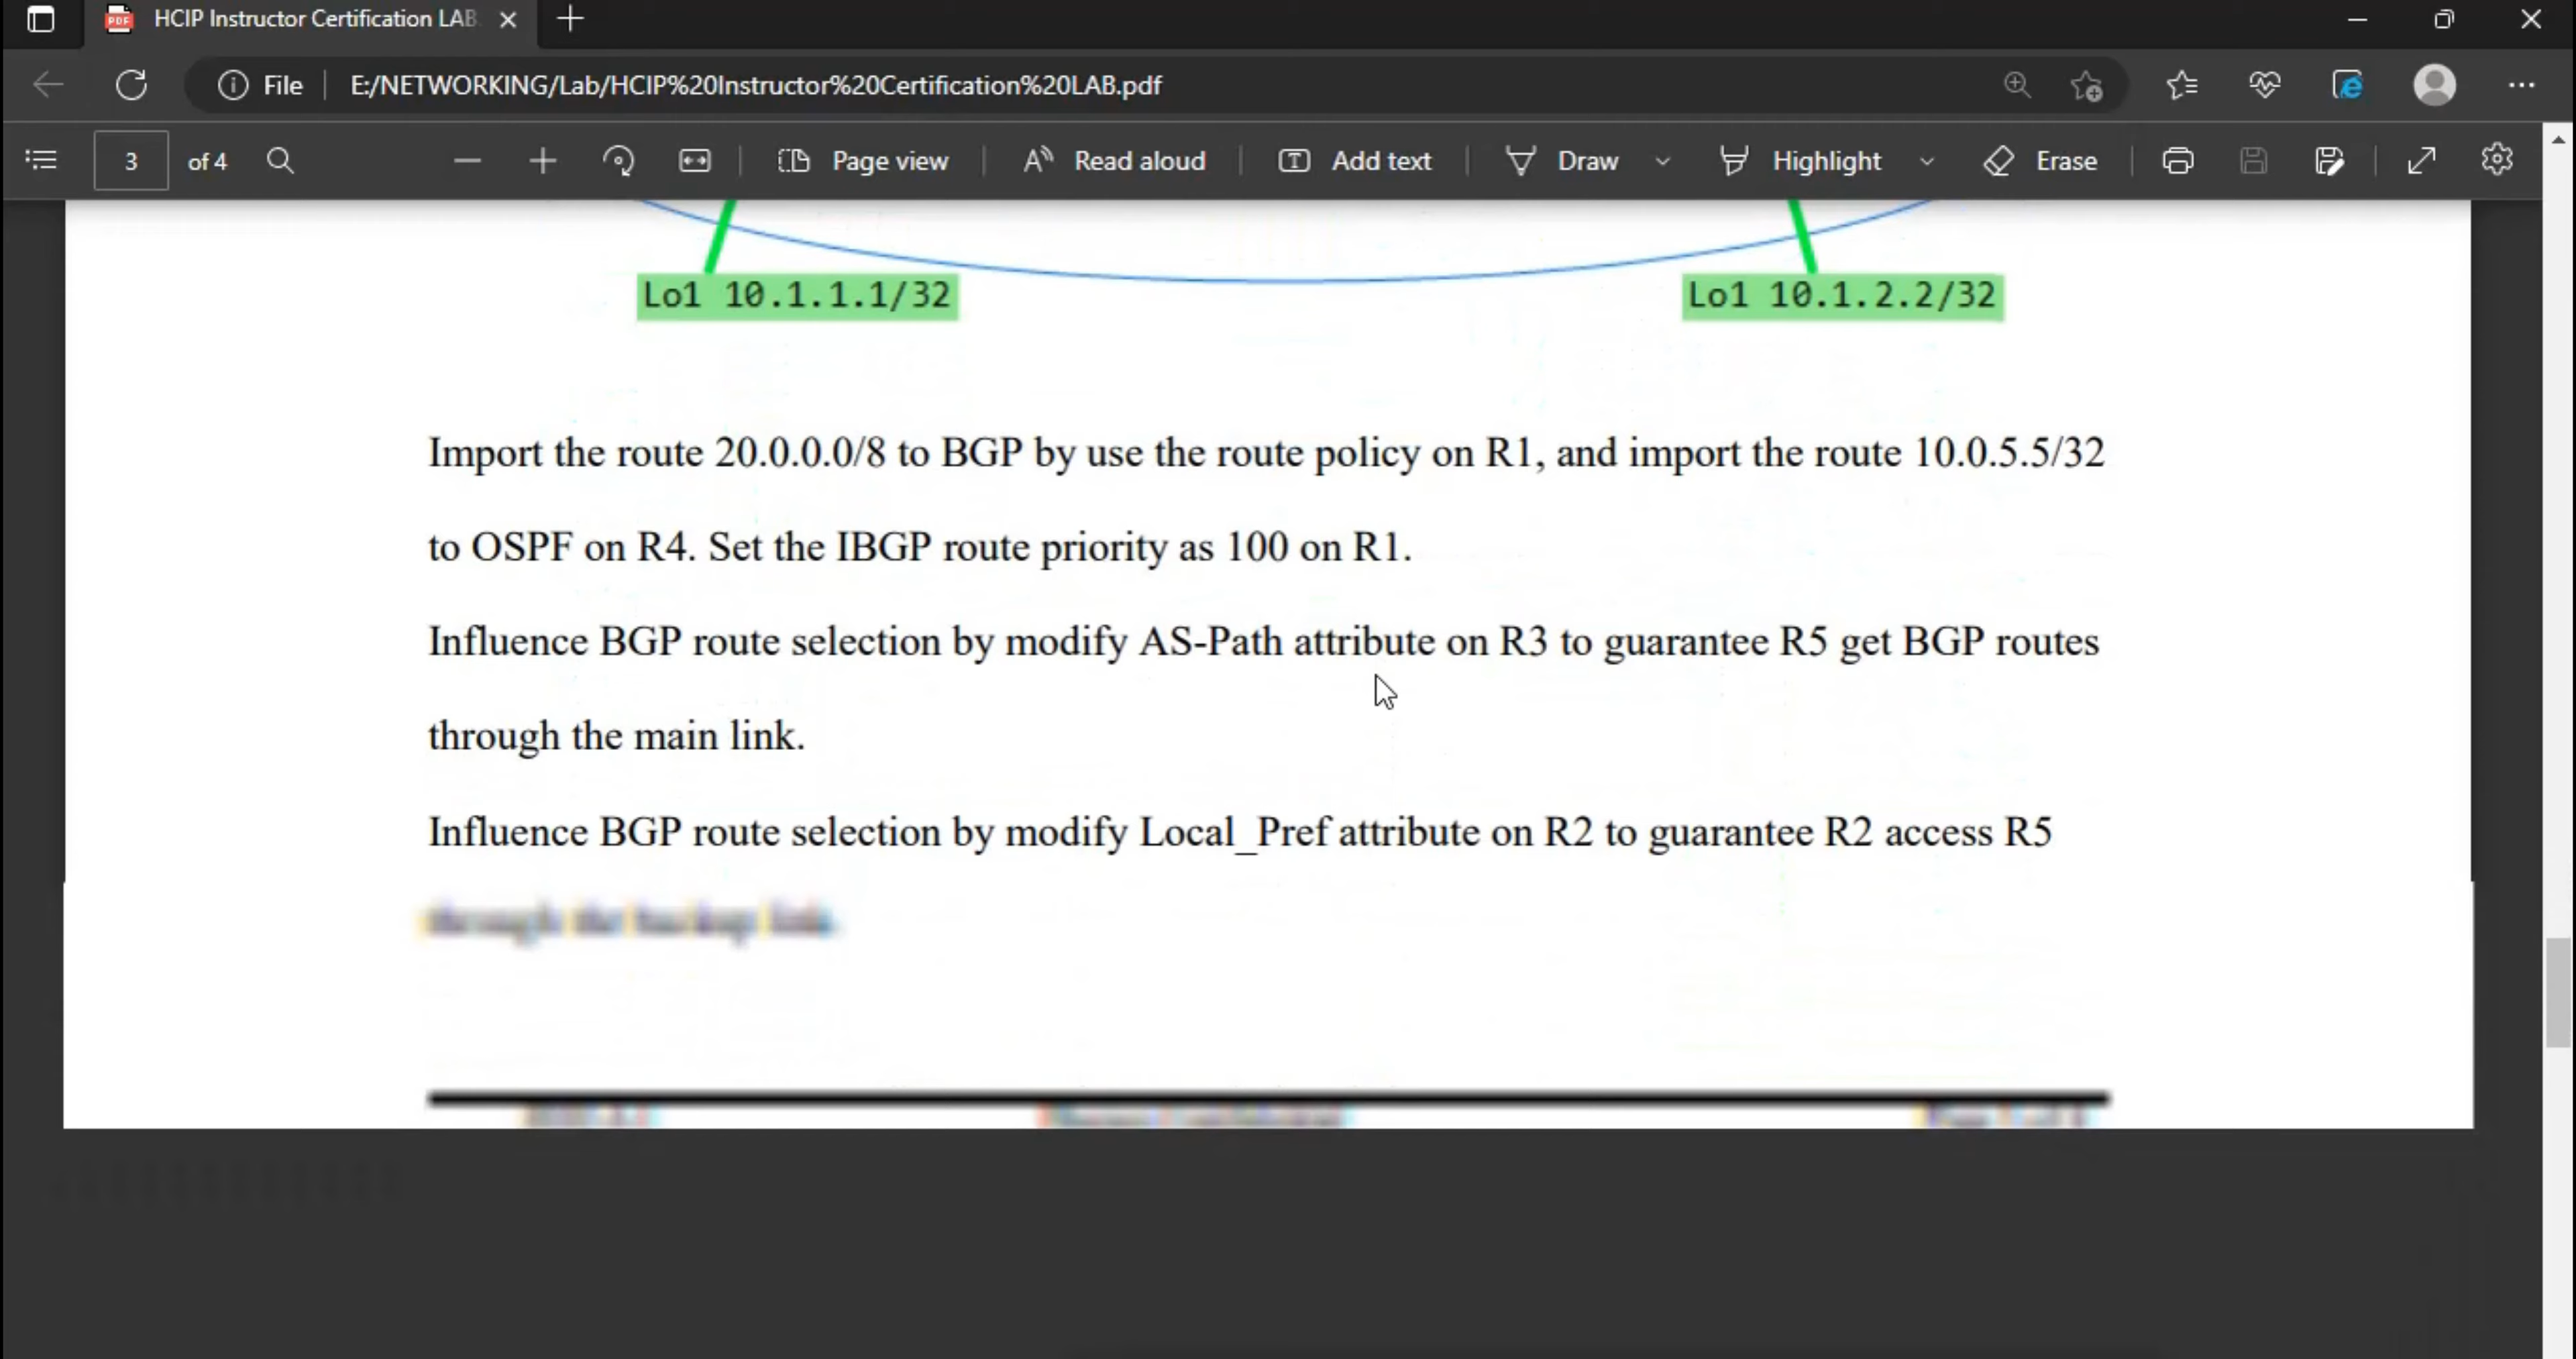 HCIP Instructor Certification LAB
File E:/NETWORKING/Lab/HCIP%20Instructor%20Certification%20LAB.pdf
3 of 4 Page view Read aloud Add text Draw Highlight Erase
Lo1 10.1.1.1/32 Lo1 10.1.2.2/32
Import the route 20.0.0.0/8 to BGP by use the route policy on R1, and import the route 10.0.5.5/32
to OSPF on R4. Set the IBGP route priority as 100 on R1.
Influence BGP route selection by modify AS-Path attribute on R3 to guarantee R5 get BGP routes
through the main link.
Influence BGP route selection by modify Local_Pref attribute on R2 to guarantee R2 access R5
through the backup link.